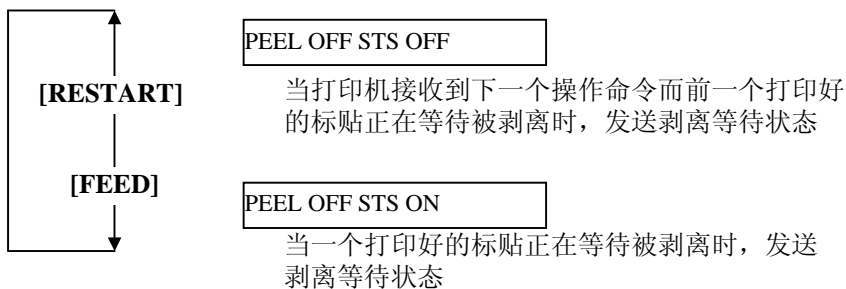 PEEL OFF STS OFF
[RESTART]
当打印机接收到下一个操作命令而前一个打印好
的标贴正在等待被剥离时，发送剥离等待状态
[FEED]
PEEL OFF STS ON
当一个打印好的标贴正在等待被剥离时，发送
剥离等待状态